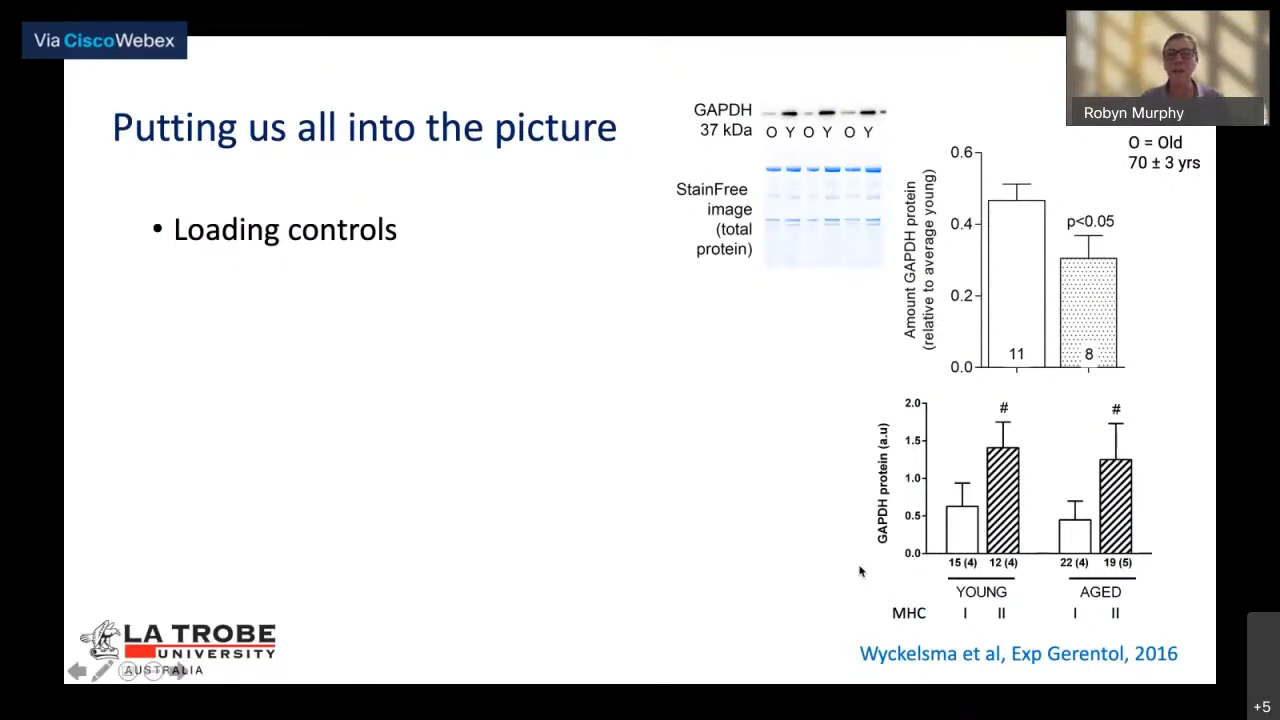 Via CiscoWebex
Putting us all into the picture
• Loading controls
GAPDH
37 kDa
O Y O Y O Y
StainFree
image
(total
protein)
Robyn Murphy
O = Old
70 ± 3 yrs
Amount GAPDH protein
(relative to average young)
0.6
0.4
0.2
0.0
p<0.05
11 8
GAPDH protein (a.u)
2.0
1.5
1.0
0.5
0.0
# #
15 (4) 12 (4) 22 (4) 19 (5)
YOUNG AGED
MHC I II I II
Wyckelsma et al, Exp Gerentol, 2016
LA TROBE
UNIVERSITY
AUSTRALIA
+5